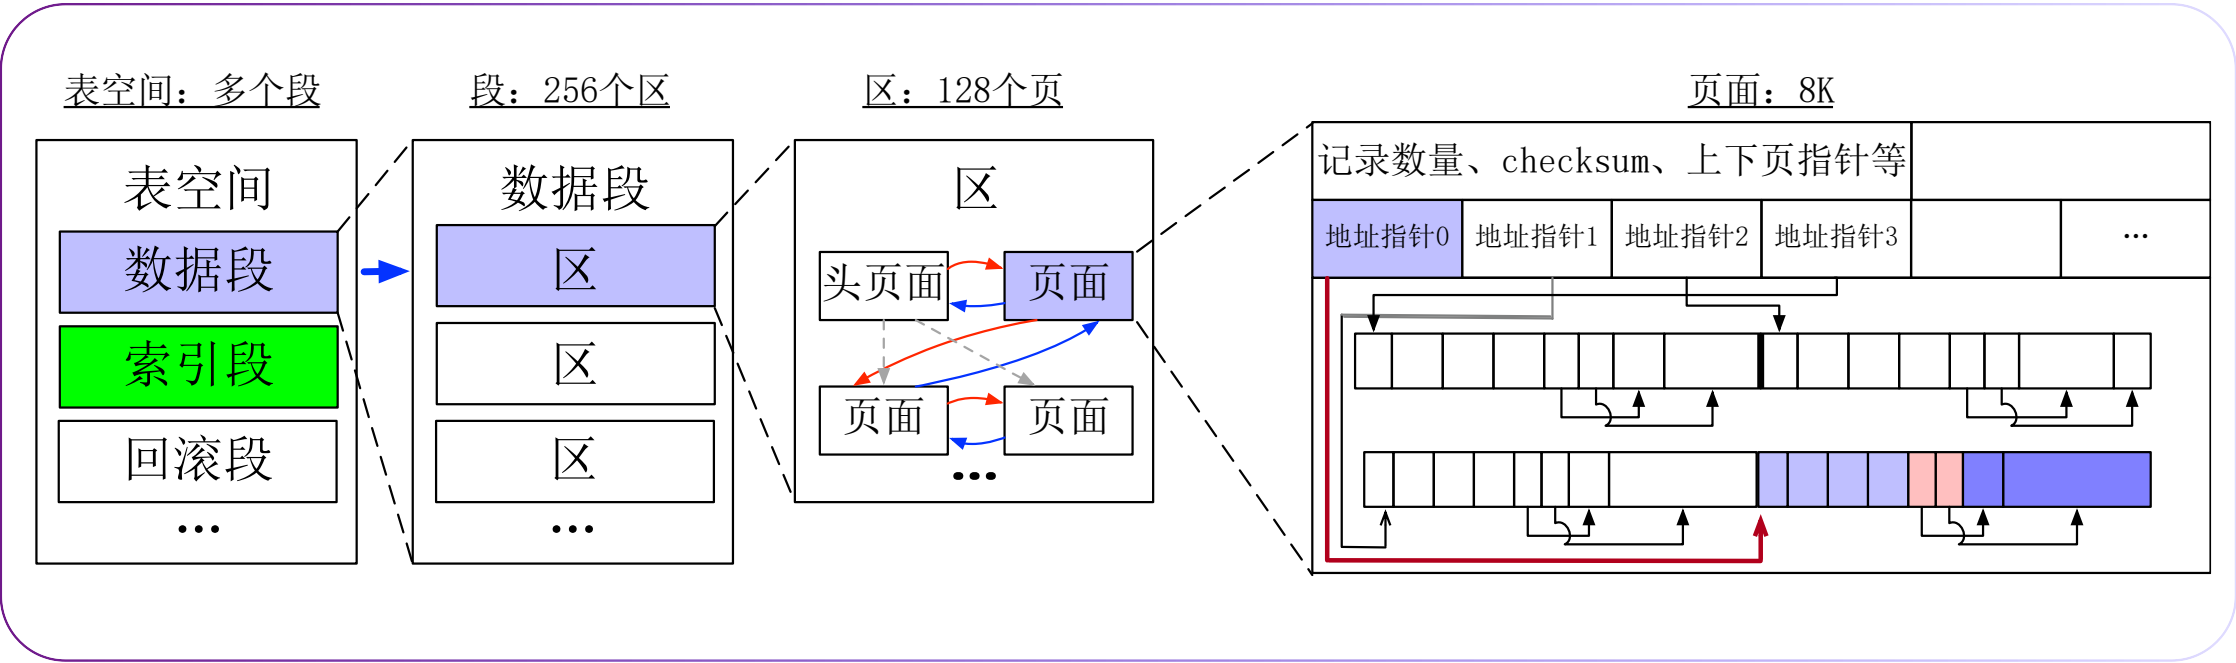 表空间：多个段
段：256个区
区：128个页
页面：8K
表空间
数据段
索引段
回滚段
...
数据段
区
区
区
...
区
头页面
页面
页面
页面
...
记录数量、checksum、上下页指针等
地址指针0
地址指针1
地址指针2
地址指针3
...